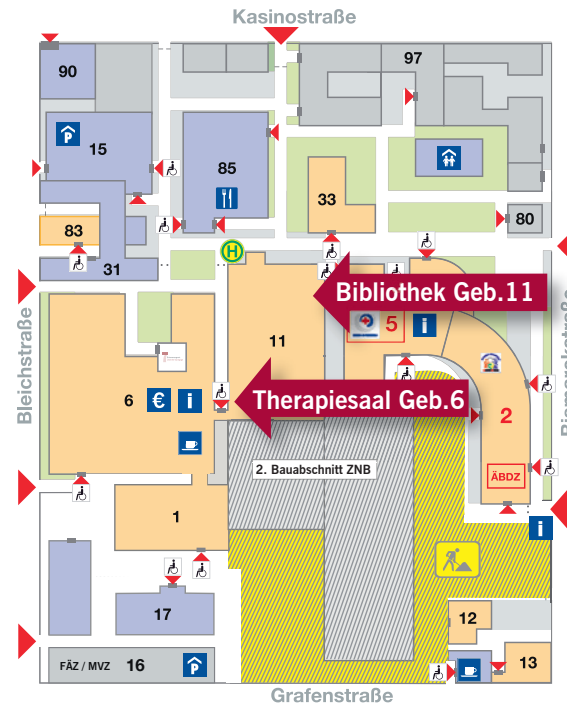 Kasinostraße
90
97
P
15
85
33
83
80
31
H
Bibliothek Geb.11
5
i
11
Bleichstraße
6
€
i
Therapiesaal Geb.6
2
2. Bauabschnitt ZNB
ÄBDZ
1
i
17
12
FÄZ / MVZ
16
P
13
Grafenstraße